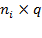 nᵢ × q